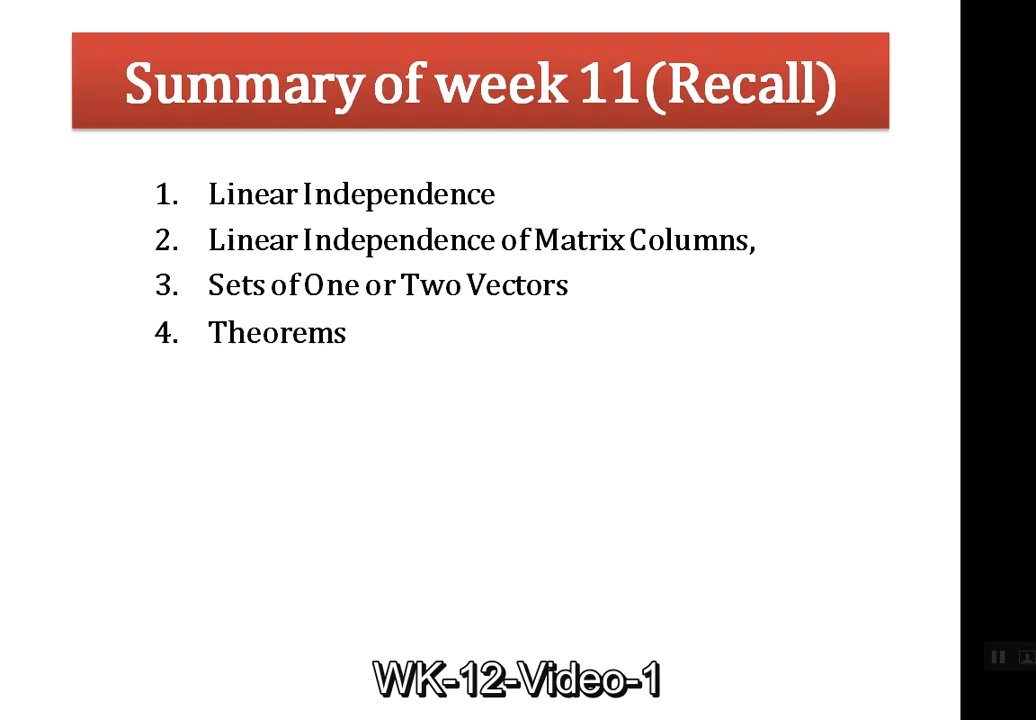 Summary of week 11(Recall)
1. Linear Independence
2. Linear Independence of Matrix Columns,
3. Sets of One or Two Vectors
4. Theorems
WK-12-Video-1